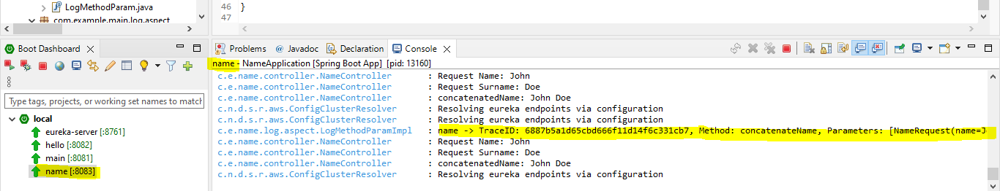 LogMethodParam.java
com.example.main.log.aspect
46 }
47
Boot Dashboard
Type tags, projects, or working set names to match
local
eureka-server [:8761]
hello [:8082]
main [:8081]
name [:8083]
Problems Javadoc Declaration Console
name - NameApplication [Spring Boot App] [pid: 13160]
c.e.name.controller.NameController : Request Name: John
c.e.name.controller.NameController : Request Surname: Doe
c.e.name.controller.NameController : concatenatedName: John Doe
c.n.d.s.r.aws.ConfigClusterResolver : Resolving eureka endpoints via configuration
c.n.d.s.r.aws.ConfigClusterResolver : Resolving eureka endpoints via configuration
c.e.name.log.aspect.LogMethodParamImpl : name -> TraceID: 6887b5a1d65cbd666f11d14f6c331cb7, Method: concatenateName, Parameters: [NameRequest(name=J
c.e.name.controller.NameController : Request Name: John
c.e.name.controller.NameController : Request Surname: Doe
c.e.name.controller.NameController : concatenatedName: John Doe
c.n.d.s.r.aws.ConfigClusterResolver : Resolving eureka endpoints via configuration